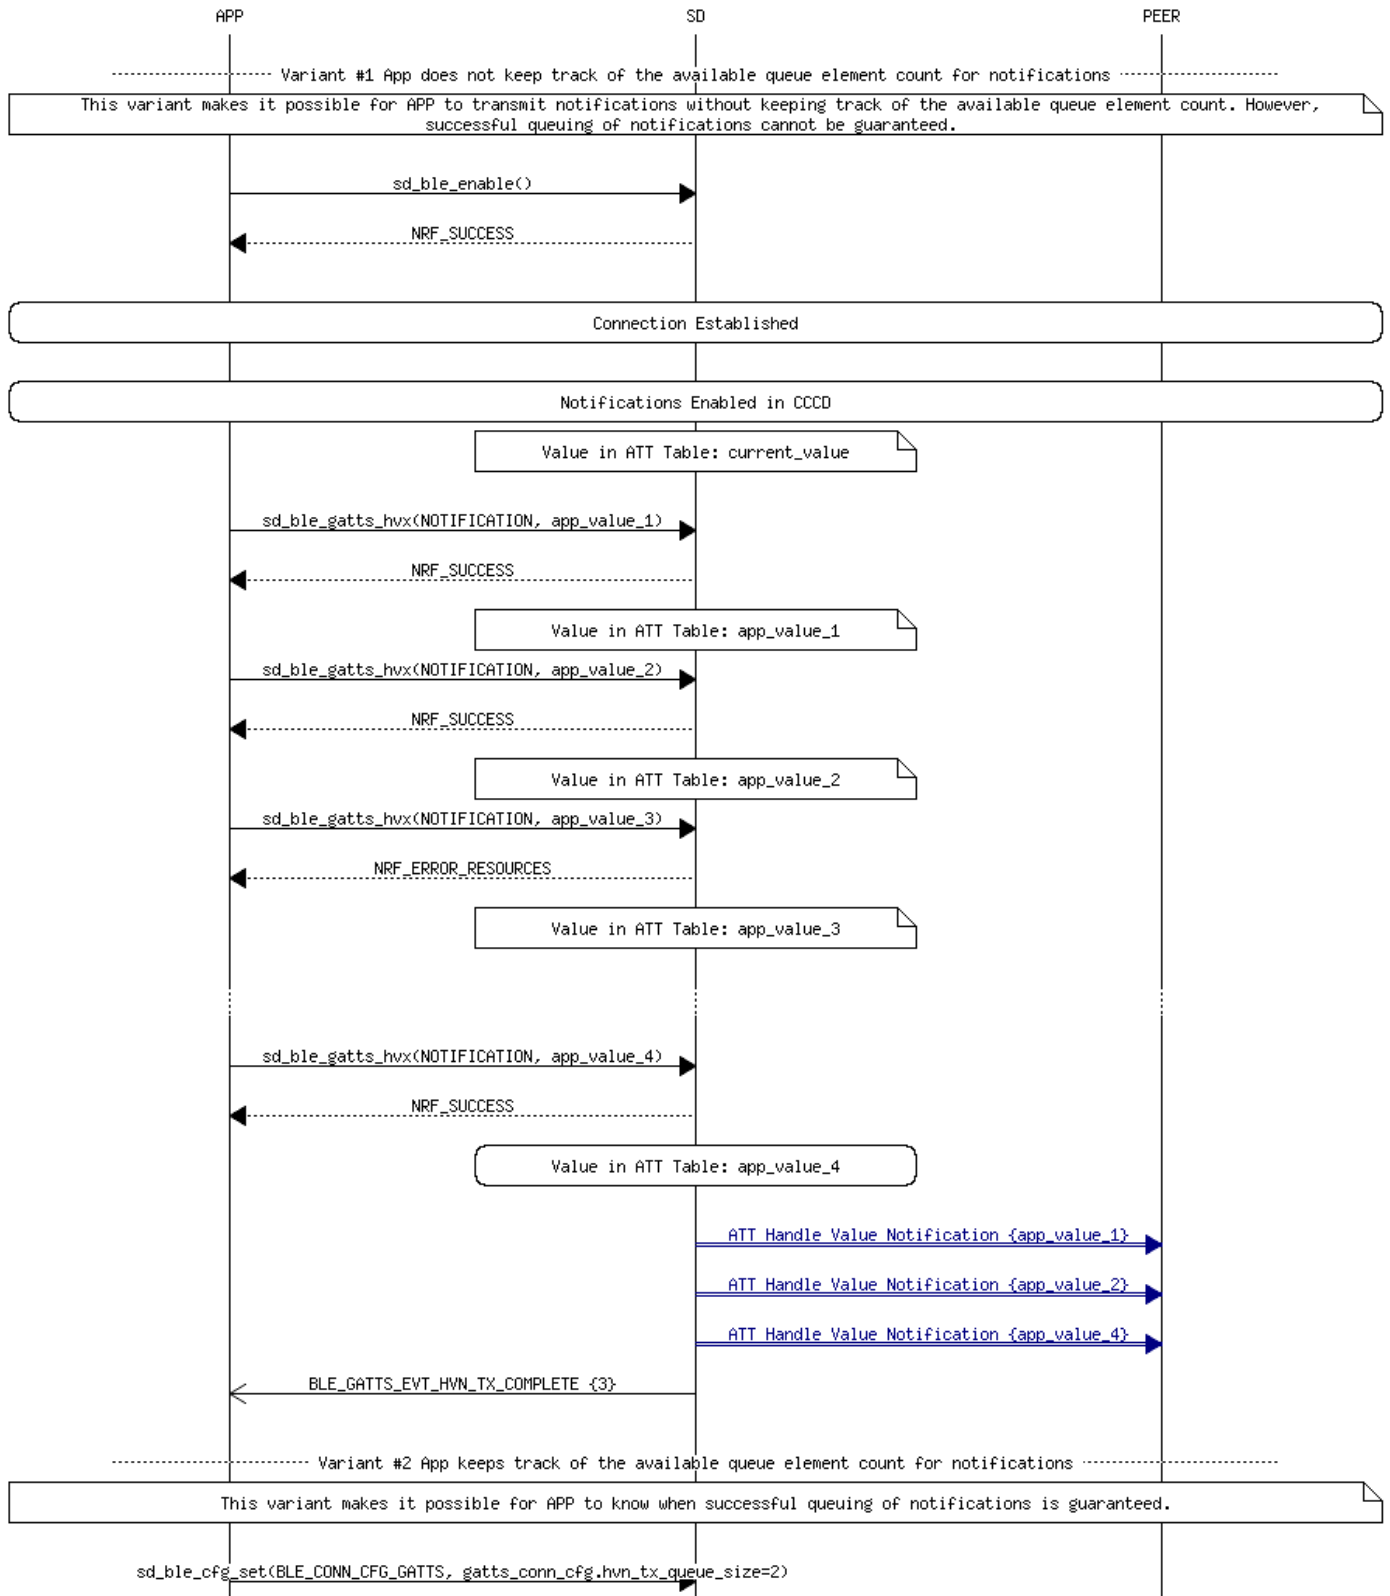 APP
SD
PEER
Variant #1 App does not keep track of the available queue element count for notifications
This variant makes it possible for APP to transmit notifications without keeping track of the available queue element count. However,
successful queuing of notifications cannot be guaranteed.
sd_ble_enable()
NRF_SUCCESS
Connection Established
Notifications Enabled in CCCD
Value in ATT Table: current_value
sd_ble_gatts_hvx(NOTIFICATION, app_value_1)
NRF_SUCCESS
Value in ATT Table: app_value_1
sd_ble_gatts_hvx(NOTIFICATION, app_value_2)
NRF_SUCCESS
Value in ATT Table: app_value_2
sd_ble_gatts_hvx(NOTIFICATION, app_value_3)
NRF_ERROR_RESOURCES
Value in ATT Table: app_value_3
sd_ble_gatts_hvx(NOTIFICATION, app_value_4)
NRF_SUCCESS
Value in ATT Table: app_value_4
ATT Handle Value Notification {app_value_1}
ATT Handle Value Notification {app_value_2}
ATT Handle Value Notification {app_value_4}
BLE_GATTS_EVT_HVN_TX_COMPLETE {3}
Variant #2 App keeps track of the available queue element count for notifications
This variant makes it possible for APP to know when successful queuing of notifications is guaranteed.
sd_ble_cfg_set(BLE_CONN_CFG_GATTS, gatts_conn_cfg.hvn_tx_queue_size=2)